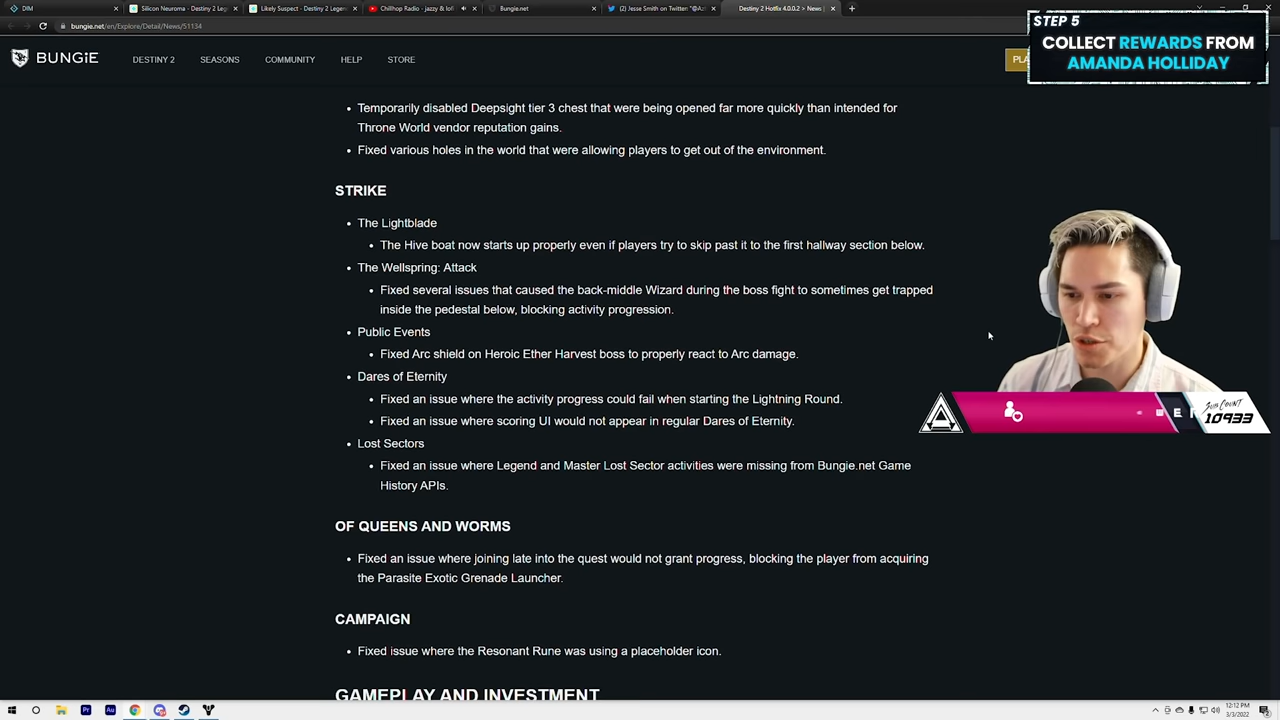 DIM
Silicon Neuroma - Destiny 2 Lege
Likely Suspect - Destiny 2 Legend
Chillhop Radio - jazzy & lofi
Bungie.net
(2) Jesse Smith on Twitter: "@A
Destiny 2 Hotfix 4.0.0.2 > News |
bungie.net/en/Explore/Detail/News/51134
STEP 5
COLLECT REWARDS FROM
AMANDA HOLLIDAY
BUNGiE
DESTINY 2
SEASONS
COMMUNITY
HELP
STORE
• Temporarily disabled Deepsight tier 3 chest that were being opened far more quickly than intended for
Throne World vendor reputation gains.
• Fixed various holes in the world that were allowing players to get out of the environment.
STRIKE
• The Lightblade
• The Hive boat now starts up properly even if players try to skip past it to the first hallway section below.
• The Wellspring: Attack
• Fixed several issues that caused the back-middle Wizard during the boss fight to sometimes get trapped
inside the pedestal below, blocking activity progression.
• Public Events
• Fixed Arc shield on Heroic Ether Harvest boss to properly react to Arc damage.
• Dares of Eternity
• Fixed an issue where the activity progress could fail when starting the Lightning Round.
• Fixed an issue where scoring UI would not appear in regular Dares of Eternity.
• Lost Sectors
• Fixed an issue where Legend and Master Lost Sector activities were missing from Bungie.net Game
History APIs.
SUB COUNT
10933
OF QUEENS AND WORMS
• Fixed an issue where joining late into the quest would not grant progress, blocking the player from acquiring
the Parasite Exotic Grenade Launcher.
CAMPAIGN
• Fixed issue where the Resonant Rune was using a placeholder icon.
GAMEPLAY AND INVESTMENT
12:12 PM
3/3/2022